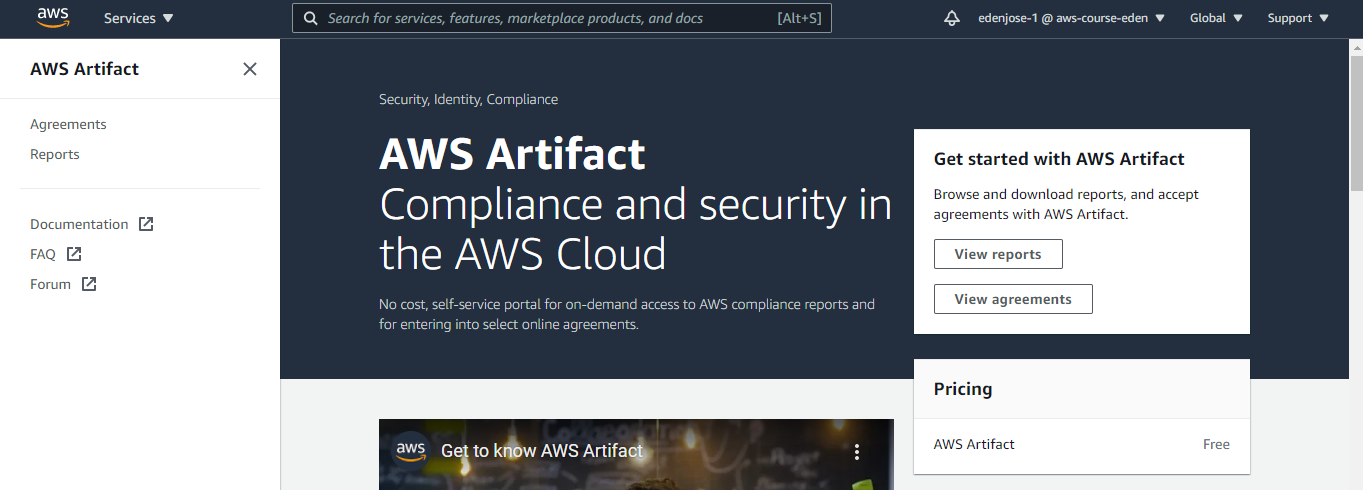 aws
Services
Search for services, features, marketplace products, and docs
[Alt+S]
edenjose-1 @ aws-course-eden
Global
Support
AWS Artifact
Agreements
Reports
Documentation
FAQ
Forum
Security, Identity, Compliance
AWS Artifact
Compliance and security in
the AWS Cloud
No cost, self-service portal for on-demand access to AWS compliance reports and
for entering into select online agreements.
Get started with AWS Artifact
Browse and download reports, and accept
agreements with AWS Artifact.
View reports
View agreements
Pricing
AWS Artifact
Free
aws
Get to know AWS Artifact